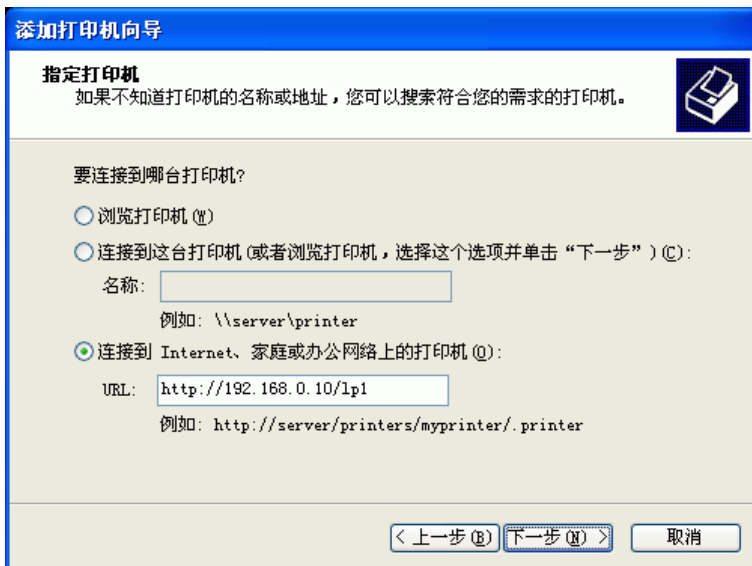 添加打印机向导
指定打印机
如果不知道打印机的名称或地址，您可以搜索符合您的需求的打印机。
要连接到哪台打印机?
浏览打印机(W)
连接到这台打印机(或者浏览打印机，选择这个选项并单击“下一步”)(C):
名称:
例如: \\server\printer
连接到 Internet、家庭或办公网络上的打印机(O):
URL: http://192.168.0.10/lp1
例如: http://server/printers/myprinter/.printer
< 上一步(B) 下一步(N) > 取消